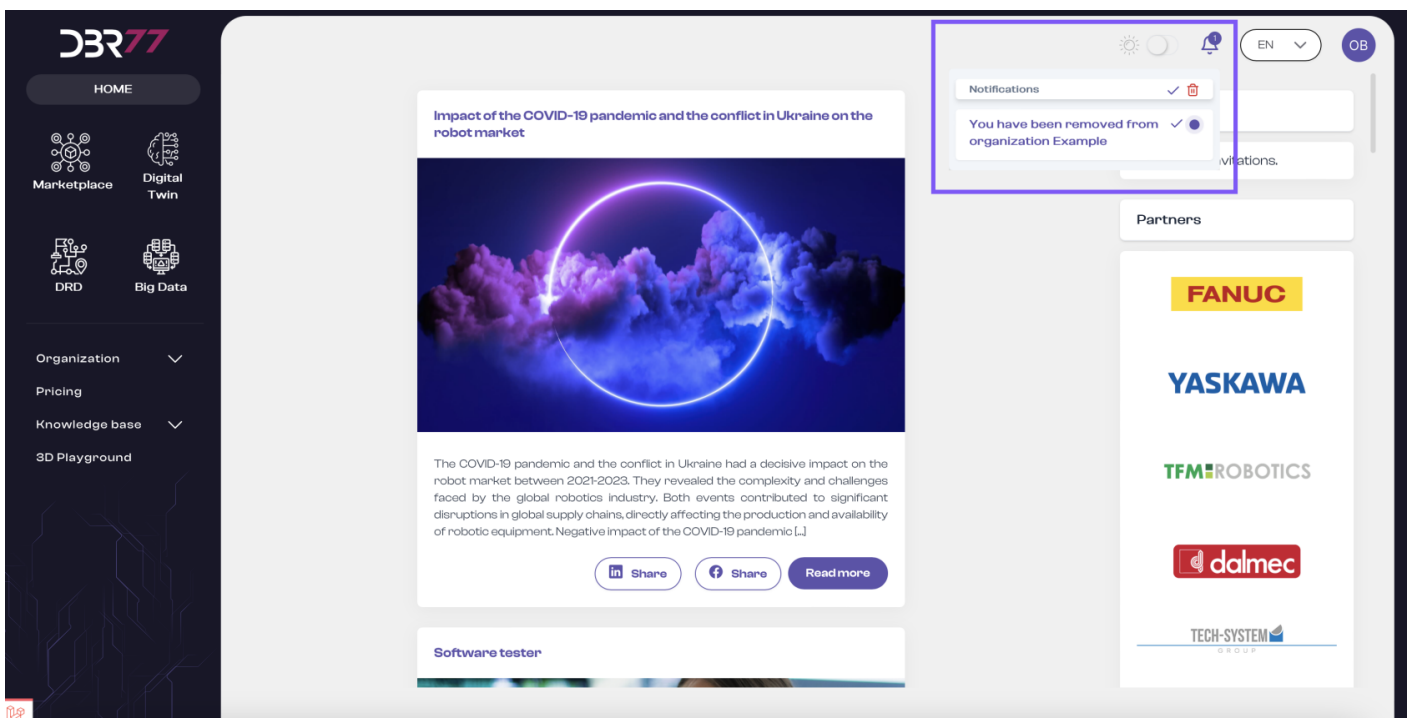 DBR77
HOME
Marketplace
Digital
Twin
DRD
Big Data
Organization
Pricing
Knowledge base
3D Playground
Impact of the COVID-19 pandemic and the conflict in Ukraine on the
robot market
The COVID-19 pandemic and the conflict in Ukraine had a decisive impact on the
robot market between 2021-2023. They revealed the complexity and challenges
faced by the global robotics industry. Both events contributed to significant
disruptions in global supply chains, directly affecting the production and availability
of robotic equipment. Negative impact of the COVID-19 pandemic [...]
in Share
Share
Read more
Software tester
1
EN
OB
Notifications
You have been removed from
organization Example
vitations.
Partners
FANUC
YASKAWA
TFM ROBOTICS
dalmec
TECH-SYSTEM
GROUP